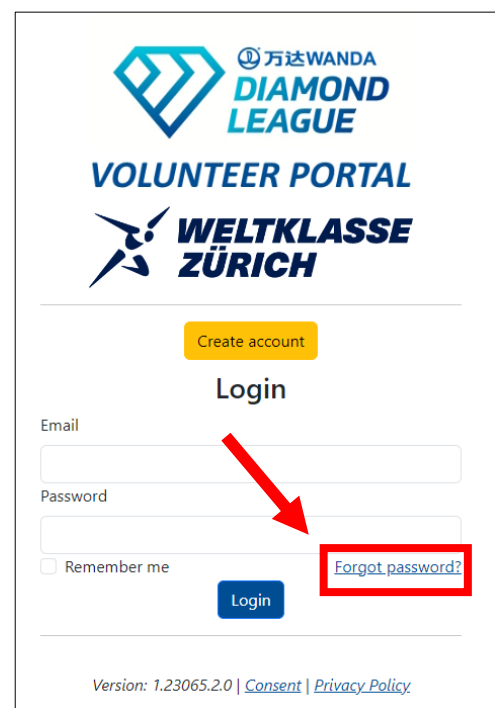 万达WANDA
DIAMOND
LEAGUE
VOLUNTEER PORTAL
WELTKLASSE
ZÜRICH
Create account
Login
Email
Password
Remember me Forgot password?
Login
Version: 1.23065.2.0 | Consent | Privacy Policy